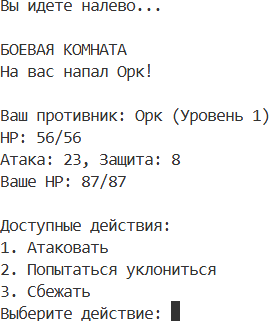 Вы идете налево...
БОЕВАЯ КОМНАТА
На вас напал Орк!
Ваш противник: Орк (Уровень 1)
HP: 56/56
Атака: 23, Защита: 8
Ваше HP: 87/87
Доступные действия:
1. Атаковать
2. Попытаться уклониться
3. Сбежать
Выберите действие: